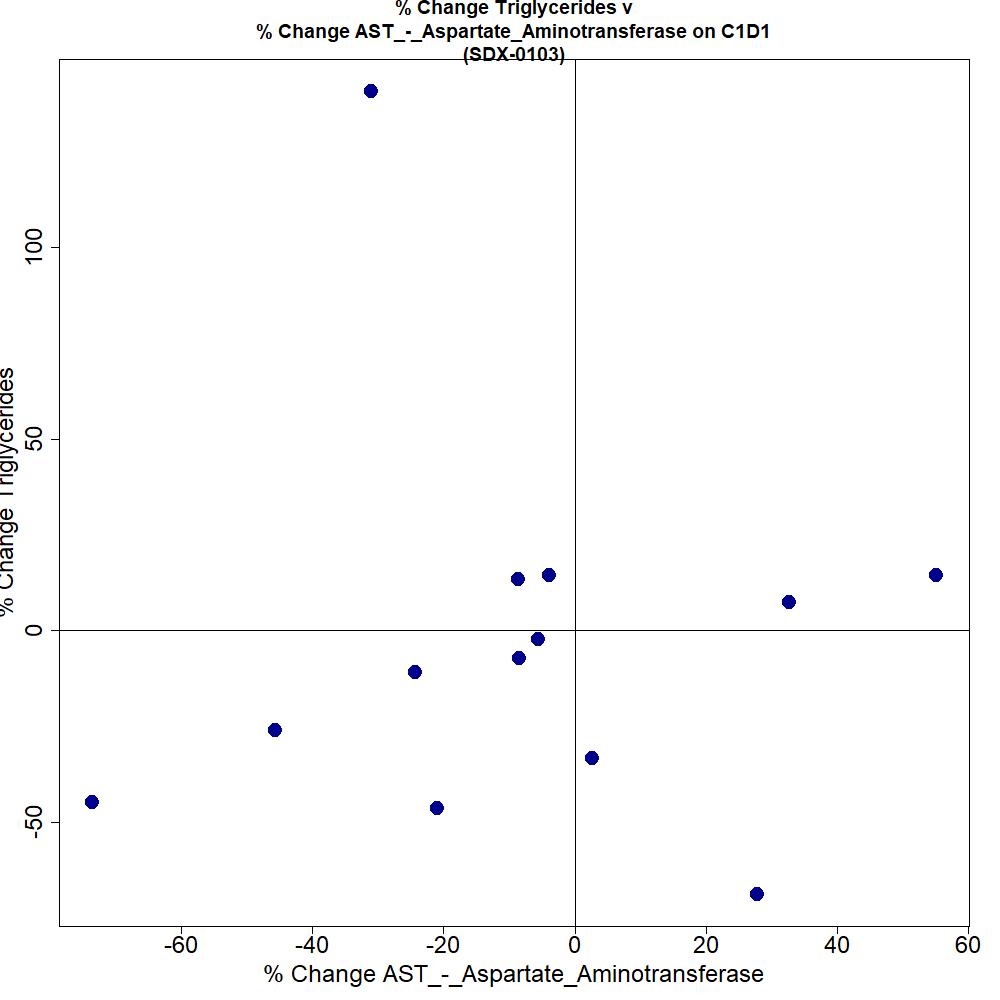 % Change Triglycerides v
% Change AST_-_Aspartate_Aminotransferase on C1D1
(SDX-0103)
100
50
0
-50
% Change Triglycerides
-60
-40
-20
0
20
40
60
% Change AST_-_Aspartate_Aminotransferase